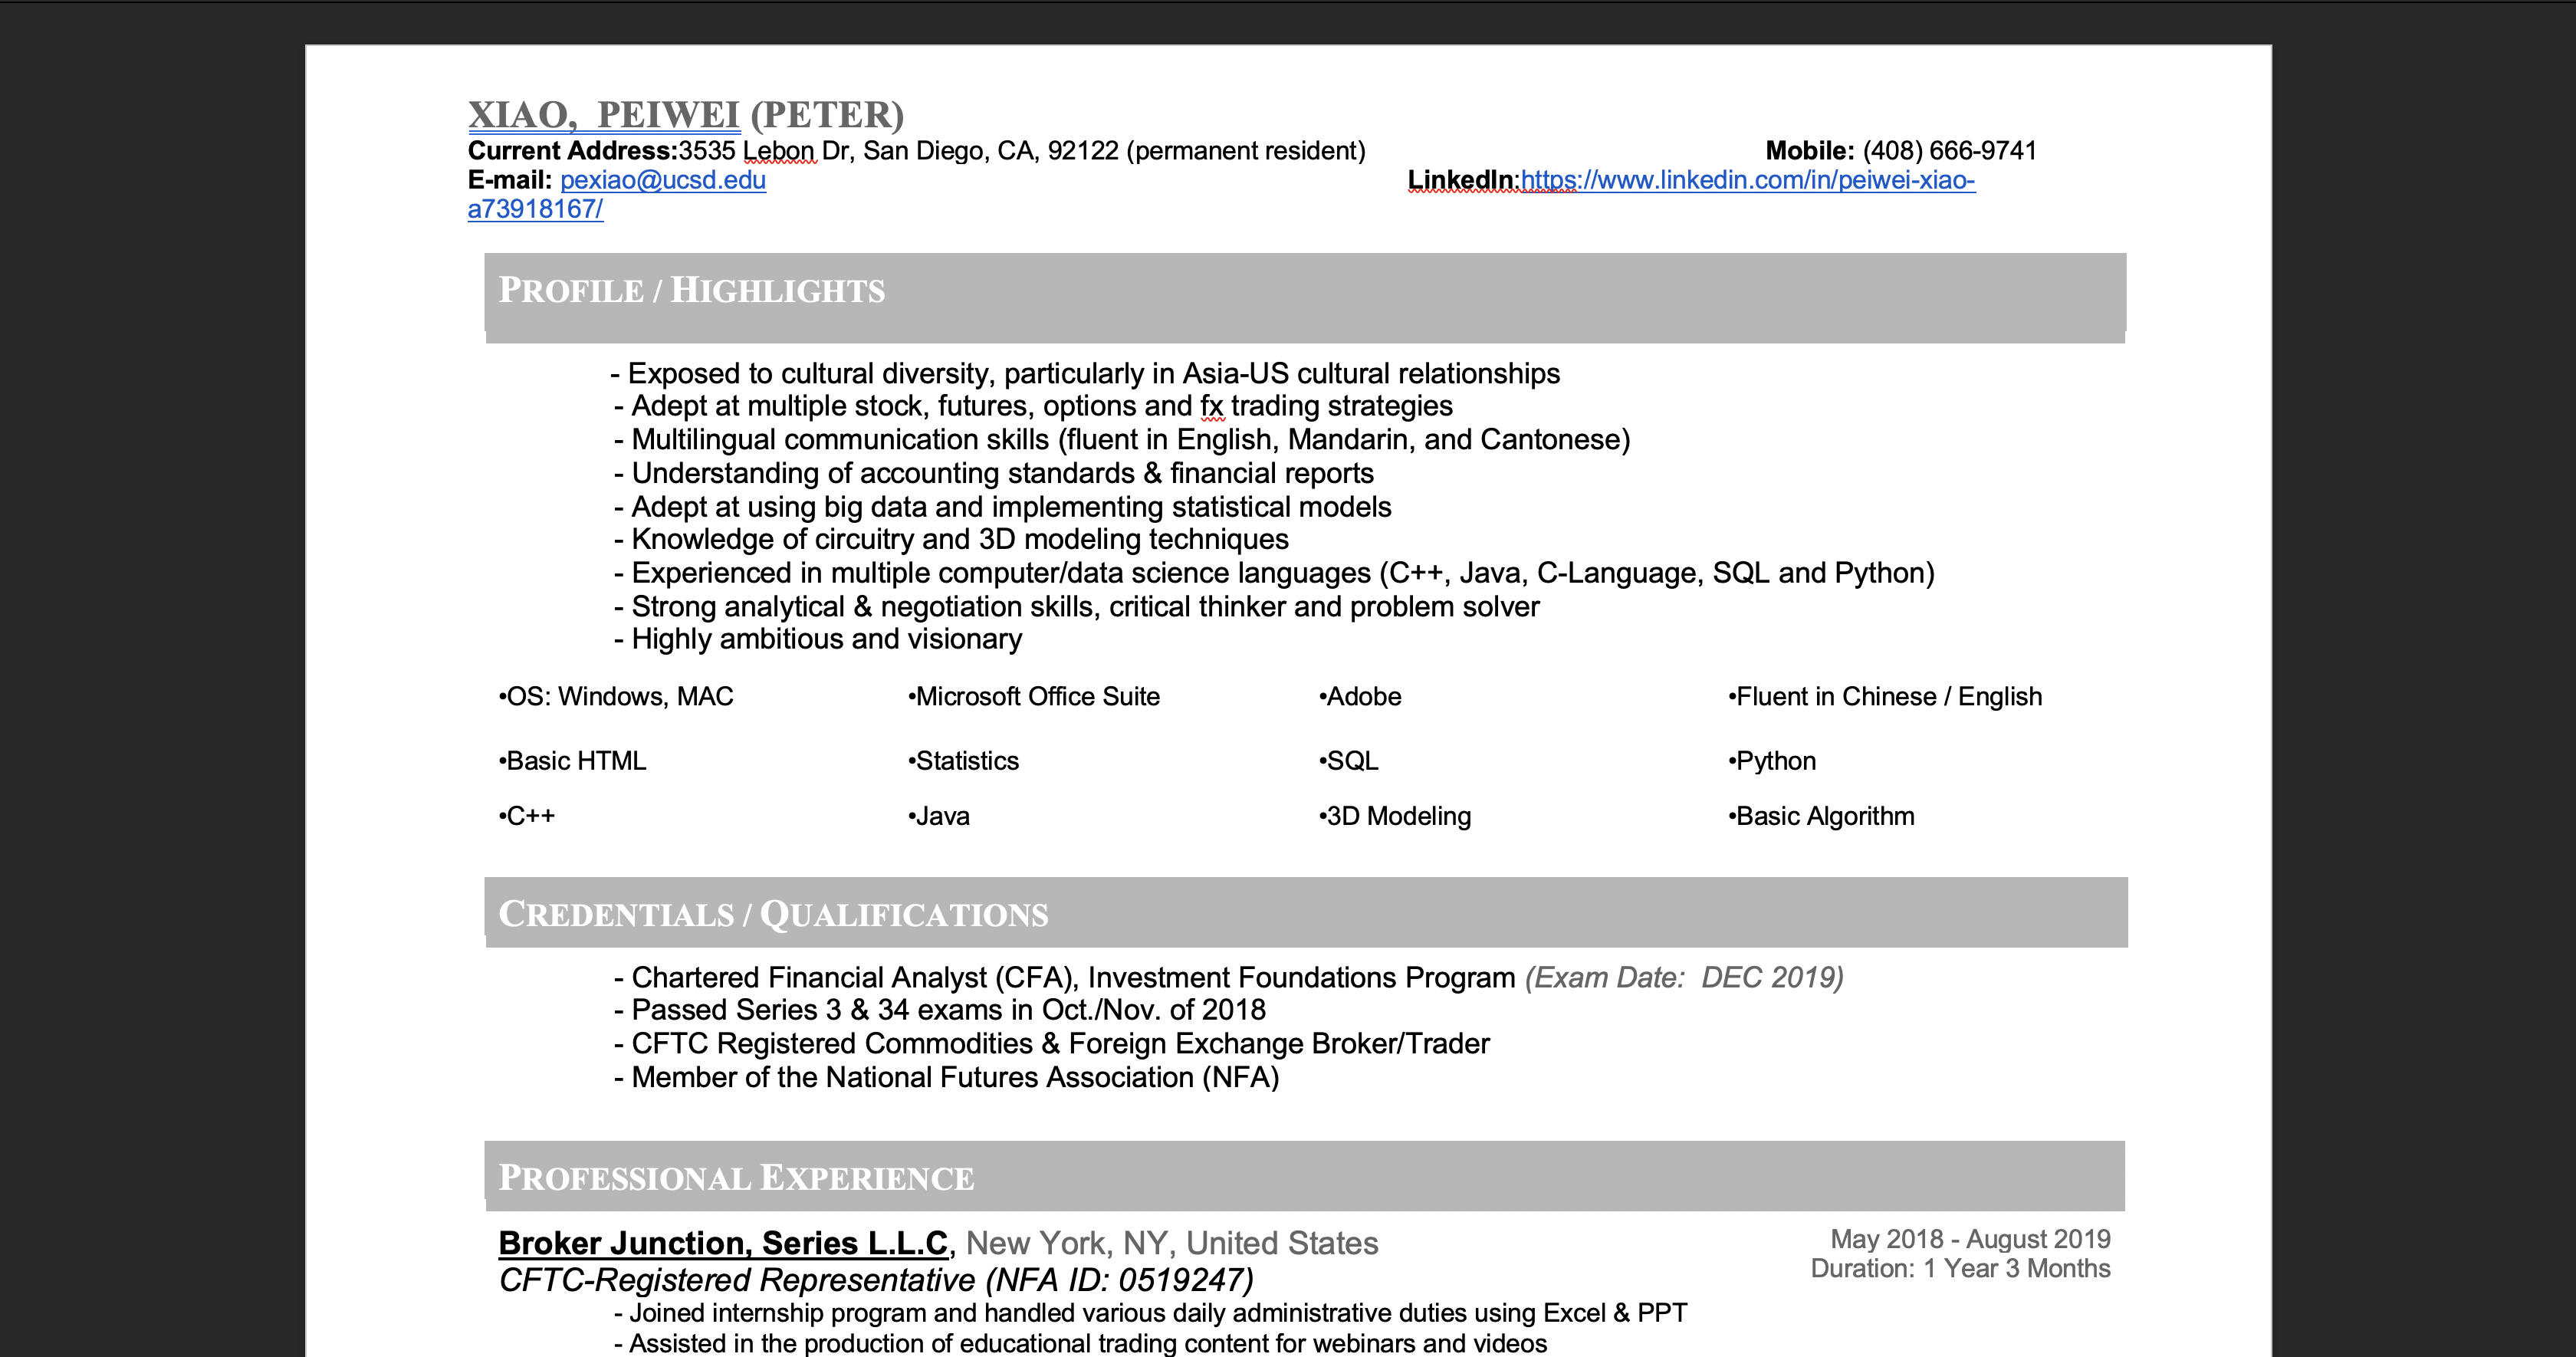 XIAO, PEIWEI (PETER)
Current Address:3535 Lebon Dr, San Diego, CA, 92122 (permanent resident) Mobile: (408) 666-9741
E-mail: pexiao@ucsd.edu LinkedIn:https://www.linkedin.com/in/peiwei-xiao-
a73918167/
PROFILE / HIGHLIGHTS
- Exposed to cultural diversity, particularly in Asia-US cultural relationships
- Adept at multiple stock, futures, options and fx trading strategies
- Multilingual communication skills (fluent in English, Mandarin, and Cantonese)
- Understanding of accounting standards & financial reports
- Adept at using big data and implementing statistical models
- Knowledge of circuitry and 3D modeling techniques
- Experienced in multiple computer/data science languages (C++, Java, C-Language, SQL and Python)
- Strong analytical & negotiation skills, critical thinker and problem solver
- Highly ambitious and visionary
•OS: Windows, MAC •Microsoft Office Suite •Adobe •Fluent in Chinese / English
•Basic HTML •Statistics •SQL •Python
•C++ •Java •3D Modeling •Basic Algorithm
CREDENTIALS / QUALIFICATIONS
- Chartered Financial Analyst (CFA), Investment Foundations Program (Exam Date: DEC 2019)
- Passed Series 3 & 34 exams in Oct./Nov. of 2018
- CFTC Registered Commodities & Foreign Exchange Broker/Trader
- Member of the National Futures Association (NFA)
PROFESSIONAL EXPERIENCE
Broker Junction, Series L.L.C, New York, NY, United States May 2018 - August 2019
CFTC-Registered Representative (NFA ID: 0519247) Duration: 1 Year 3 Months
- Joined internship program and handled various daily administrative duties using Excel & PPT
- Assisted in the production of educational trading content for webinars and videos